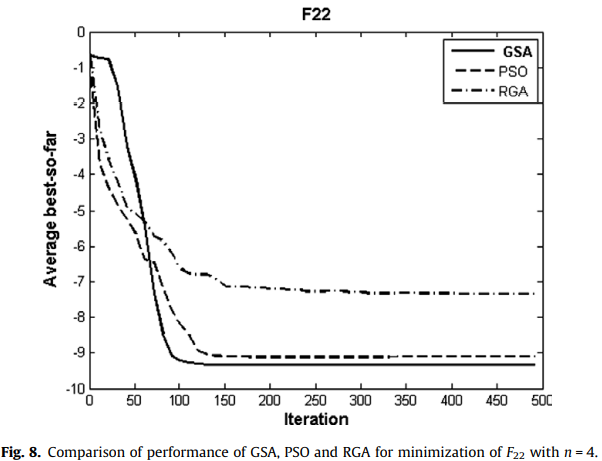 F22
0
-1
-2
-3
-4
-5
-6
-7
-8
-9
-10
Average best-so-far
GSA
PSO
RGA
0 50 100 150 200 250 300 350 400 450 500
Iteration
Fig. 8. Comparison of performance of GSA, PSO and RGA for minimization of F22 with n = 4.